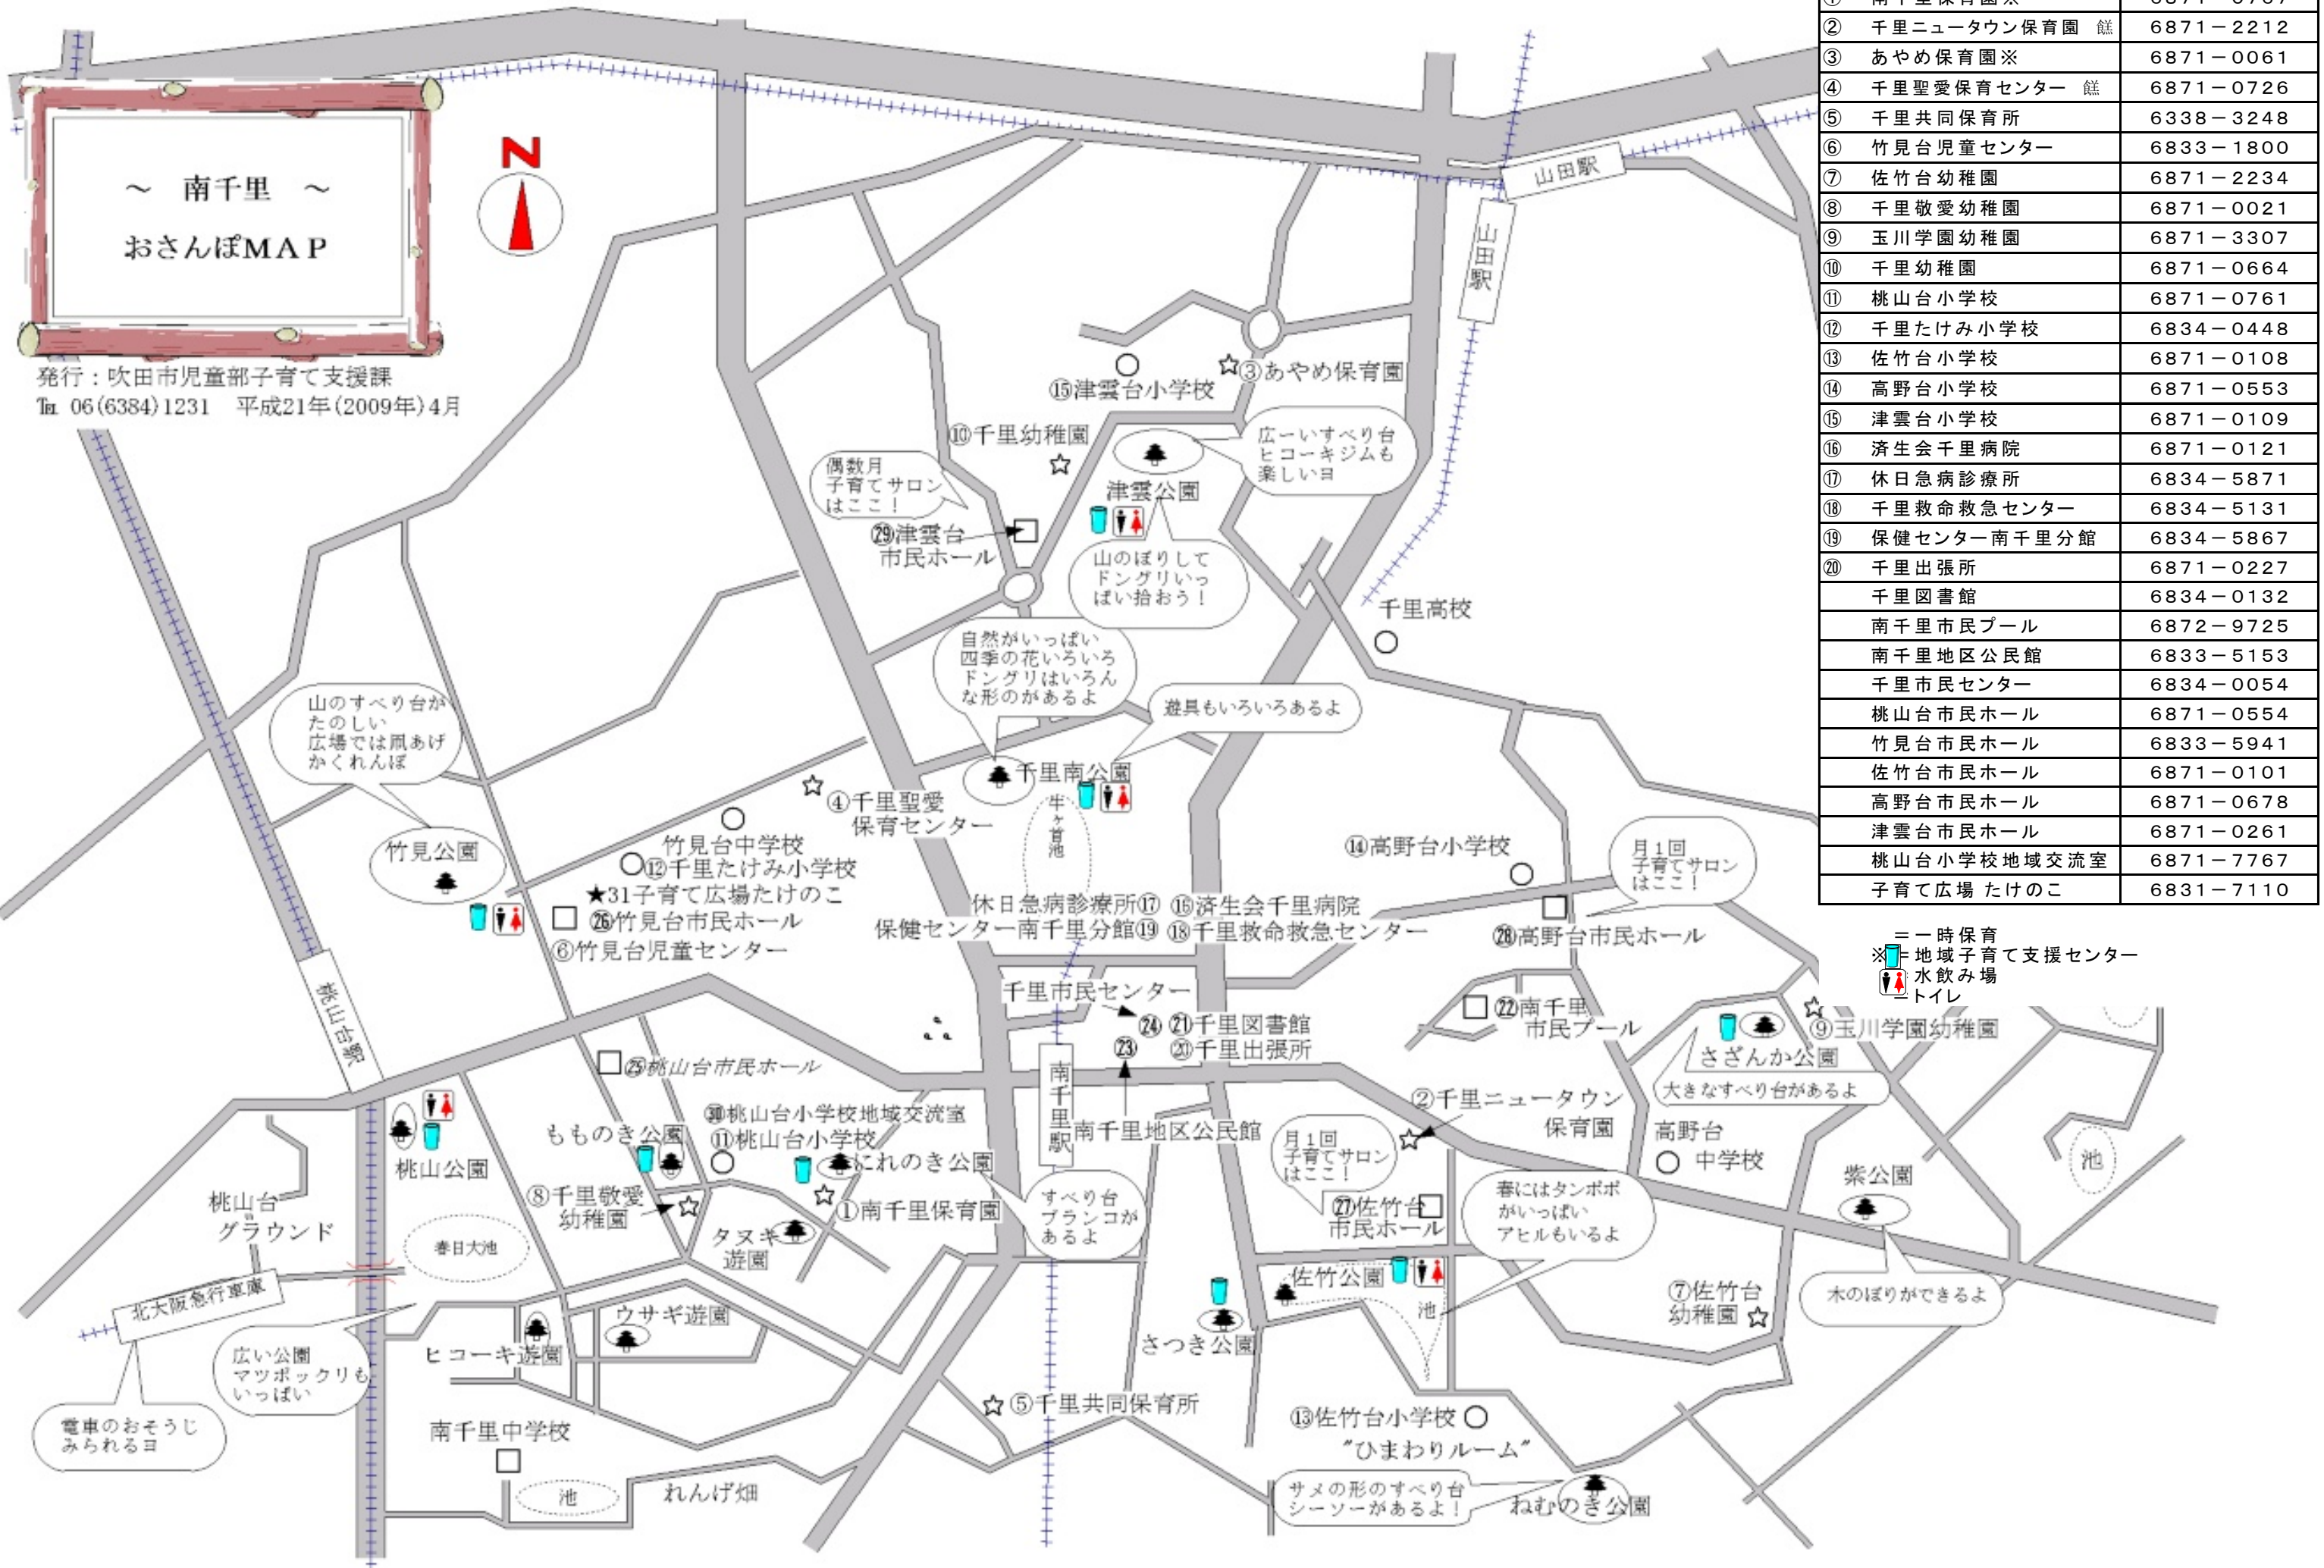 ～ 南千里 ～
おさんぽMAP
発行：吹田市児童部子育て支援課
℡ 06(6384)1231 平成21年(2009年)4月
N
② 千里ニュータウン保育園 6871－2212
③ あやめ保育園※ 6871－0061
④ 千里聖愛保育センター 6871－0726
⑤ 千里共同保育所 6338－3248
⑥ 竹見台児童センター 6833－1800
⑦ 佐竹台幼稚園 6871－2234
⑧ 千里敬愛幼稚園 6871－0021
⑨ 玉川学園幼稚園 6871－3307
⑩ 千里幼稚園 6871－0664
⑪ 桃山台小学校 6871－0761
⑫ 千里たけみ小学校 6834－0448
⑬ 佐竹台小学校 6871－0108
⑭ 高野台小学校 6871－0553
⑮ 津雲台小学校 6871－0109
⑯ 済生会千里病院 6871－0121
⑰ 休日急病診療所 6834－5871
⑱ 千里救命救急センター 6834－5131
⑲ 保健センター南千里分館 6834－5867
⑳ 千里出張所 6871－0227
千里図書館 6834－0132
南千里市民プール 6872－9725
南千里地区公民館 6833－5153
千里市民センター 6834－0054
桃山台市民ホール 6871－0554
竹見台市民ホール 6833－5941
佐竹台市民ホール 6871－0101
高野台市民ホール 6871－0678
津雲台市民ホール 6871－0261
桃山台小学校地域交流室 6871－7767
子育て広場 たけのこ 6831－7110
＝一時保育
※＝地域子育て支援センター
水飲み場
＝トイレ
山田駅
山田駅
⑮津雲台小学校
③あやめ保育園
⑩千里幼稚園
広ーいすべり台
ヒコーキジムも
楽しいヨ
偶数月
子育てサロン
はここ！
津雲公園
㉙津雲台
市民ホール
山のぼりして
ドングリいっ
ぱい拾おう！
千里高校
自然がいっぱい
四季の花いろいろ
ドングリはいろん
な形のがあるよ
遊具もいろいろあるよ
山のすべり台が
たのしい
広場では凧あげ
かくれんぼ
千里南公園
牛ヶ首池
④千里聖愛
保育センター
竹見台中学校
⑫千里たけみ小学校
★31子育て広場たけのこ
㉖竹見台市民ホール
⑥竹見台児童センター
竹見公園
⑭高野台小学校
月１回
子育てサロン
はここ！
休日急病診療所⑰ ⑯済生会千里病院
保健センター南千里分館⑲ ⑱千里救命救急センター
㉘高野台市民ホール
桃山台駅
千里市民センター
㉔ ㉑千里図書館
㉓ ⑳千里出張所
㉒南千里
市民プール
⑨玉川学園幼稚園
さざんか公園
大きなすべり台があるよ
㉕桃山台市民ホール
南千里駅
②千里ニュータウン
保育園
㉚桃山台小学校地域交流室
⑪桃山台小学校
もものき公園
南千里地区公民館
高野台
中学校
月１回
子育てサロン
はここ！
にれのき公園
桃山公園
池
紫公園
⑧千里敬愛
幼稚園
①南千里保育園
すべり台
ブランコが
あるよ
㉗佐竹台
市民ホール
春にはタンポポ
がいっぱい
アヒルもいるよ
桃山台
グラウンド
タヌキ
遊園
春日大池
佐竹公園
池
北大阪急行車庫
⑦佐竹台
幼稚園
木のぼりができるよ
ウサギ遊園
ヒコーキ遊園
さつき公園
広い公園
マツボックリも
いっぱい
電車のおそうじ
みられるヨ
⑤千里共同保育所
⑬佐竹台小学校
"ひまわりルーム"
南千里中学校
池
れんげ畑
サメの形のすべり台
シーソーがあるよ！
ねむのき公園